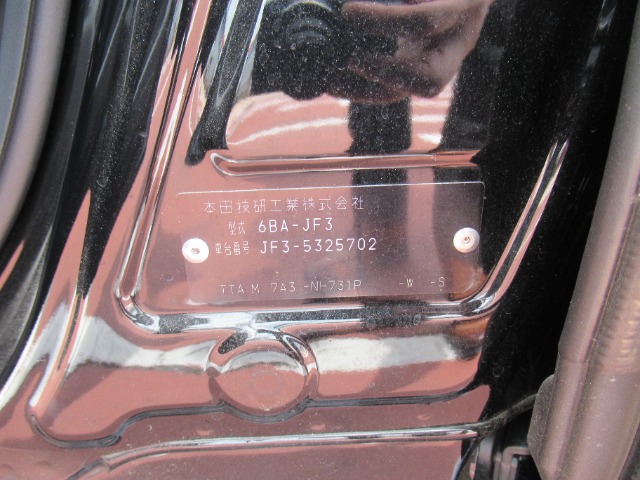 本田技研工業株式会社
型式 6BA-JF3
車台番号 JF3-5325702
TTA M 7A3 -NH731P -W -S